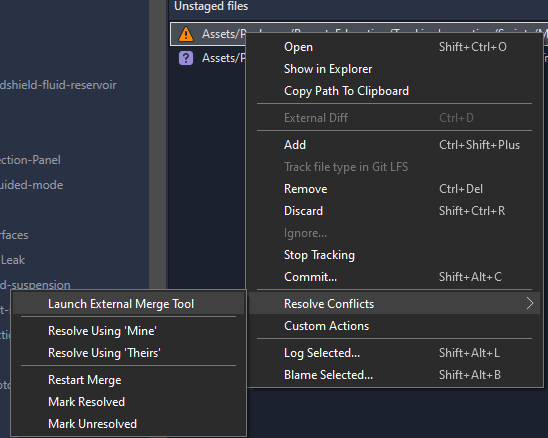 Unstaged files
Open Shift+Ctrl+O
Show in Explorer
Copy Path To Clipboard
External Diff Ctrl+D
Add Ctrl+Shift+Plus
Track file type in Git LFS
Remove Ctrl+Del
Discard Shift+Ctrl+R
Ignore...
Stop Tracking
Commit... Shift+Alt+C
Resolve Conflicts
Custom Actions
Log Selected... Shift+Alt+L
Blame Selected... Shift+Alt+B
Launch External Merge Tool
Resolve Using 'Mine'
Resolve Using 'Theirs'
Restart Merge
Mark Resolved
Mark Unresolved
Assets/P
Assets/P
dshield-fluid-reservoir
ection-Panel
uided-mode
rfaces
Leak
d-suspension